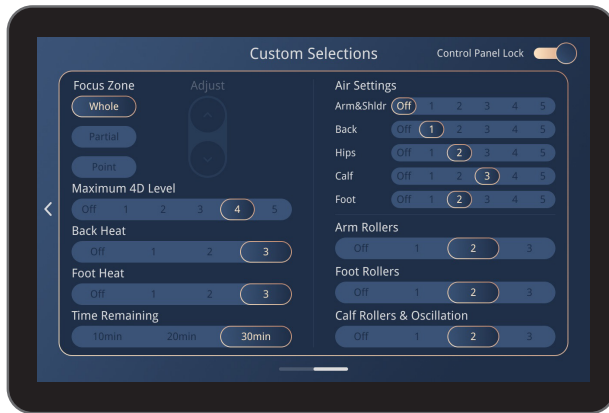 Custom Selections
Control Panel Lock
Focus Zone
Adjust
Whole
Partial
Point
Maximum 4D Level
Off 1 2 3 4 5
Back Heat
Off 1 2 3
Foot Heat
Off 1 2 3
Time Remaining
10min 20min 30min
Air Settings
Arm&Shldr Off 1 2 3 4 5
Back Off 1 2 3 4 5
Hips Off 1 2 3 4 5
Calf Off 1 2 3 4 5
Foot Off 1 2 3 4 5
Arm Rollers
Off 1 2 3
Foot Rollers
Off 1 2 3
Calf Rollers & Oscillation
Off 1 2 3